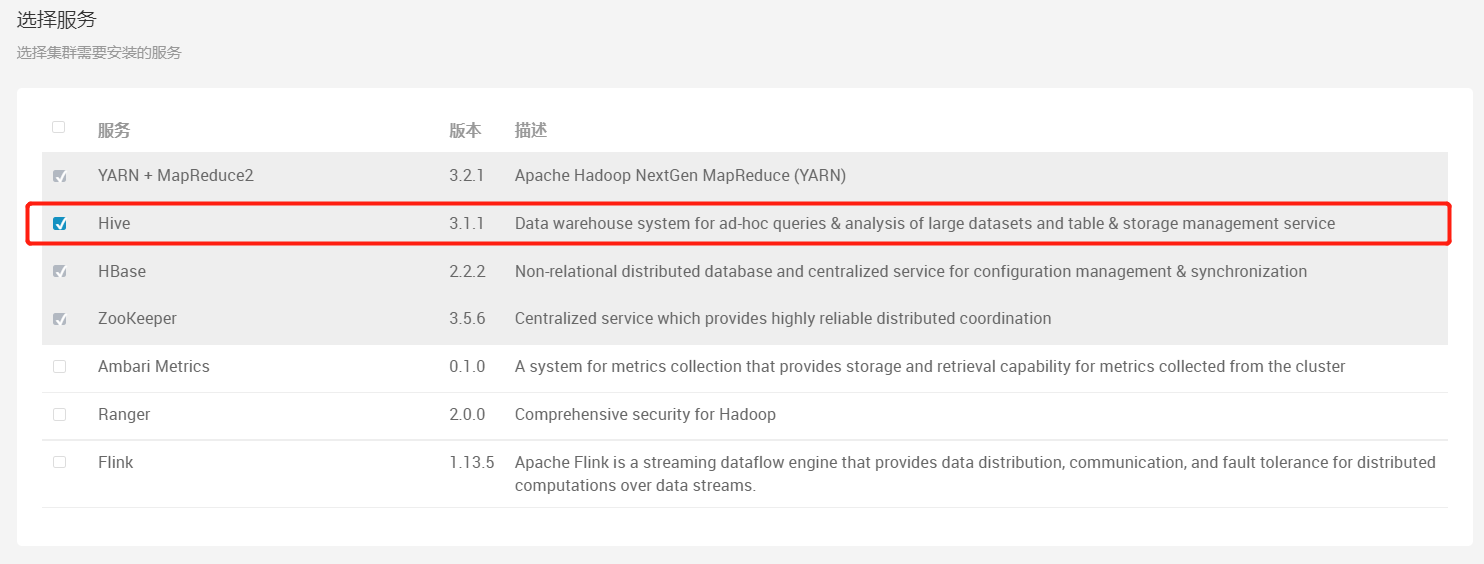 选择服务
选择集群需要安装的服务
服务 版本 描述
YARN + MapReduce2 3.2.1 Apache Hadoop NextGen MapReduce (YARN)
Hive 3.1.1 Data warehouse system for ad-hoc queries & analysis of large datasets and table & storage management service
HBase 2.2.2 Non-relational distributed database and centralized service for configuration management & synchronization
ZooKeeper 3.5.6 Centralized service which provides highly reliable distributed coordination
Ambari Metrics 0.1.0 A system for metrics collection that provides storage and retrieval capability for metrics collected from the cluster
Ranger 2.0.0 Comprehensive security for Hadoop
Flink 1.13.5 Apache Flink is a streaming dataflow engine that provides data distribution, communication, and fault tolerance for distributed
computations over data streams.